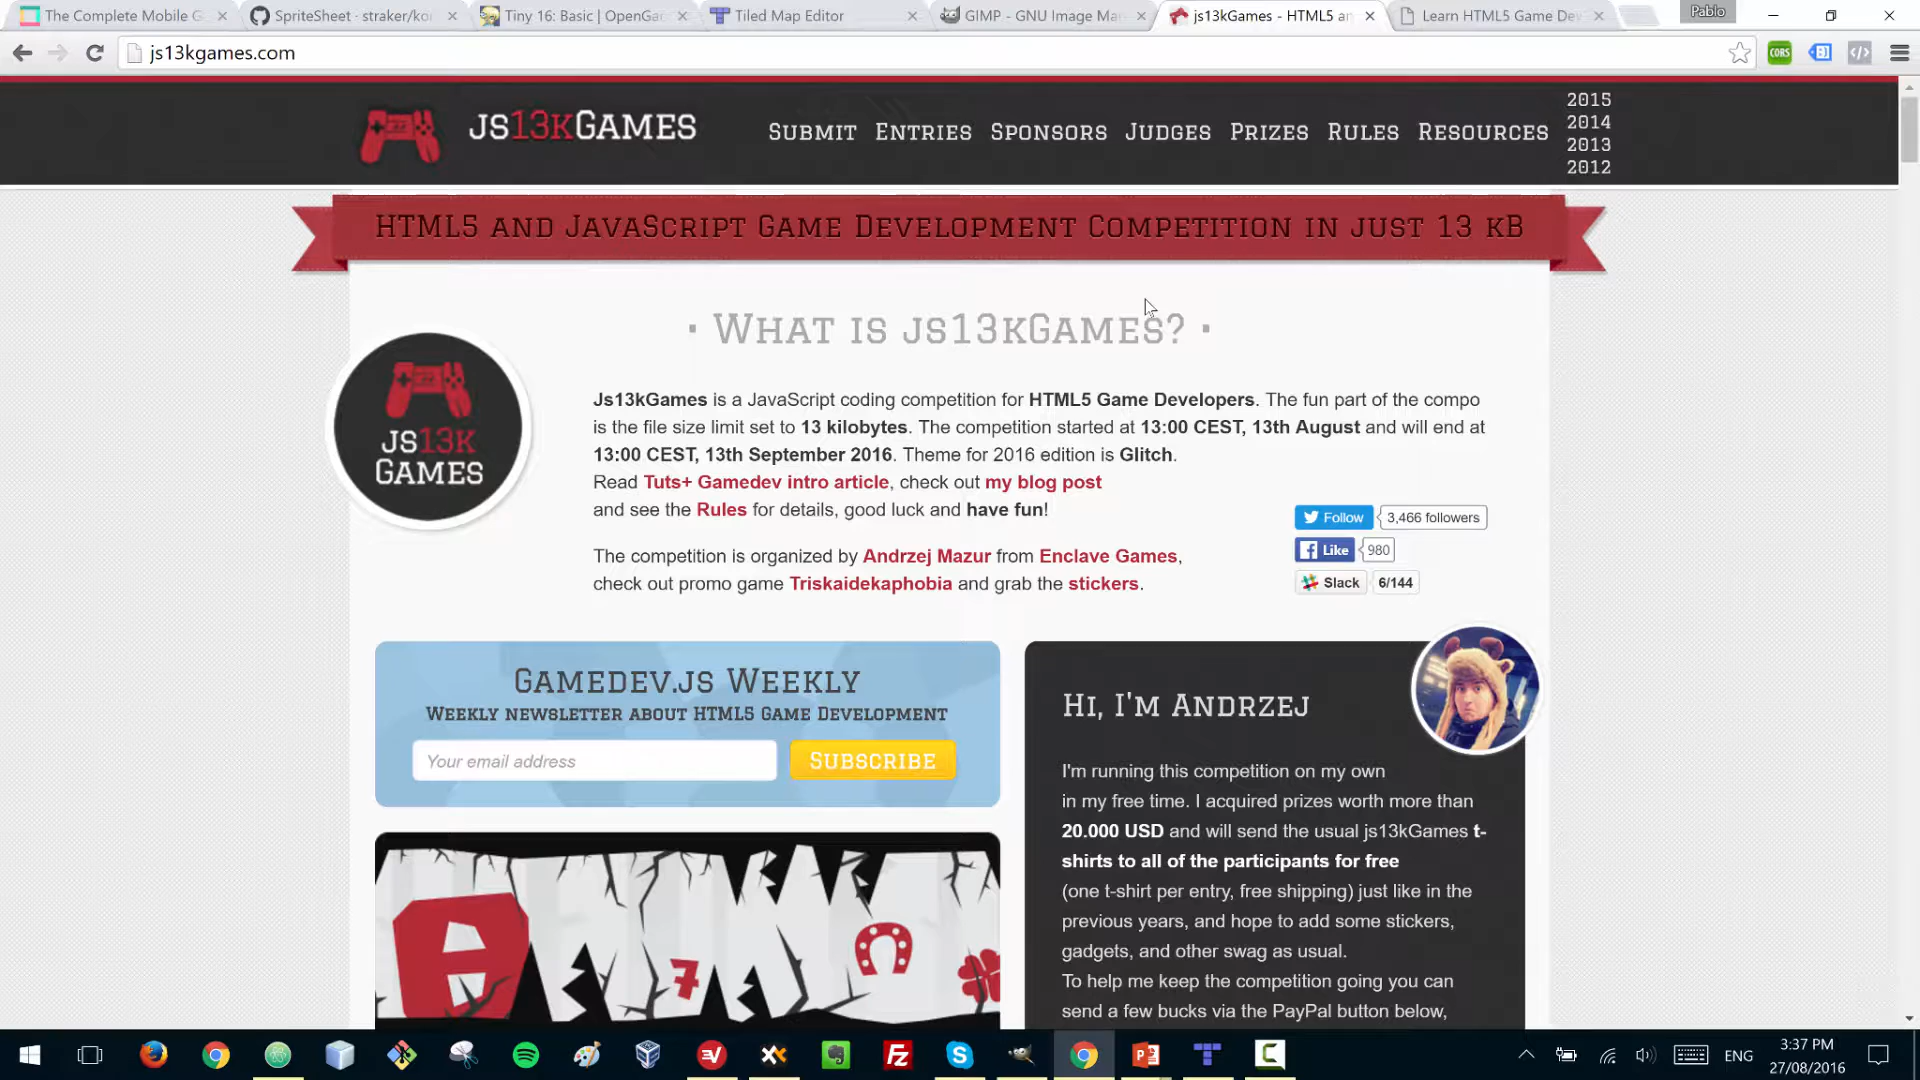 The Complete Mobile G
SpriteSheet · straker/ko
Tiny 16: Basic | OpenGa
Tiled Map Editor
GIMP - GNU Image Ma
js13kGames - HTML5 a
Learn HTML5 Game De
Pablo
js13kgames.com
CORS
JS13KGAMES
SUBMIT ENTRIES SPONSORS JUDGES PRIZES RULES RESOURCES
2015
2014
2013
2012
HTML5 AND JAVASCRIPT GAME DEVELOPMENT COMPETITION IN JUST 13 KB
· WHAT IS JS13KGAMES? ·
JS13K
GAMES
Js13kGames is a JavaScript coding competition for HTML5 Game Developers. The fun part of the compo
is the file size limit set to 13 kilobytes. The competition started at 13:00 CEST, 13th August and will end at
13:00 CEST, 13th September 2016. Theme for 2016 edition is Glitch.
Read Tuts+ Gamedev intro article, check out my blog post
and see the Rules for details, good luck and have fun!
The competition is organized by Andrzej Mazur from Enclave Games,
check out promo game Triskaidekaphobia and grab the stickers.
Follow 3,466 followers
Like 980
Slack 6/144
GAMEDEV.JS WEEKLY
WEEKLY NEWSLETTER ABOUT HTML5 GAME DEVELOPMENT
Your email address
SUBSCRIBE
7
HI, I'M ANDRZEJ
I'm running this competition on my own
in my free time. I acquired prizes worth more than
20.000 USD and will send the usual js13kGames t-
shirts to all of the participants for free
(one t-shirt per entry, free shipping) just like in the
previous years, and hope to add some stickers,
gadgets, and other swag as usual.
To help me keep the competition going you can
send a few bucks via the PayPal button below,
ENG
3:37 PM
27/08/2016